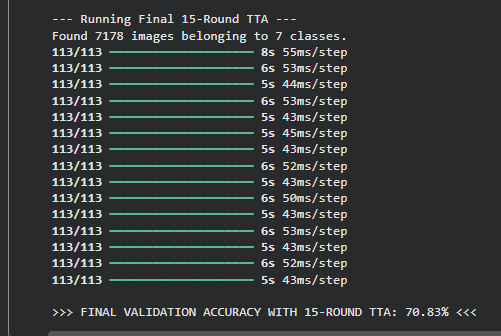 --- Running Final 15-Round TTA ---
Found 7178 images belonging to 7 classes.
113/113 ━━━━━━━━━━━━━━━━━━━━ 8s 55ms/step
113/113 ━━━━━━━━━━━━━━━━━━━━ 6s 53ms/step
113/113 ━━━━━━━━━━━━━━━━━━━━ 5s 44ms/step
113/113 ━━━━━━━━━━━━━━━━━━━━ 6s 53ms/step
113/113 ━━━━━━━━━━━━━━━━━━━━ 5s 43ms/step
113/113 ━━━━━━━━━━━━━━━━━━━━ 5s 45ms/step
113/113 ━━━━━━━━━━━━━━━━━━━━ 5s 43ms/step
113/113 ━━━━━━━━━━━━━━━━━━━━ 6s 52ms/step
113/113 ━━━━━━━━━━━━━━━━━━━━ 5s 43ms/step
113/113 ━━━━━━━━━━━━━━━━━━━━ 6s 50ms/step
113/113 ━━━━━━━━━━━━━━━━━━━━ 5s 43ms/step
113/113 ━━━━━━━━━━━━━━━━━━━━ 6s 53ms/step
113/113 ━━━━━━━━━━━━━━━━━━━━ 5s 43ms/step
113/113 ━━━━━━━━━━━━━━━━━━━━ 6s 52ms/step
113/113 ━━━━━━━━━━━━━━━━━━━━ 5s 43ms/step
>>> FINAL VALIDATION ACCURACY WITH 15-ROUND TTA: 70.83% <<<